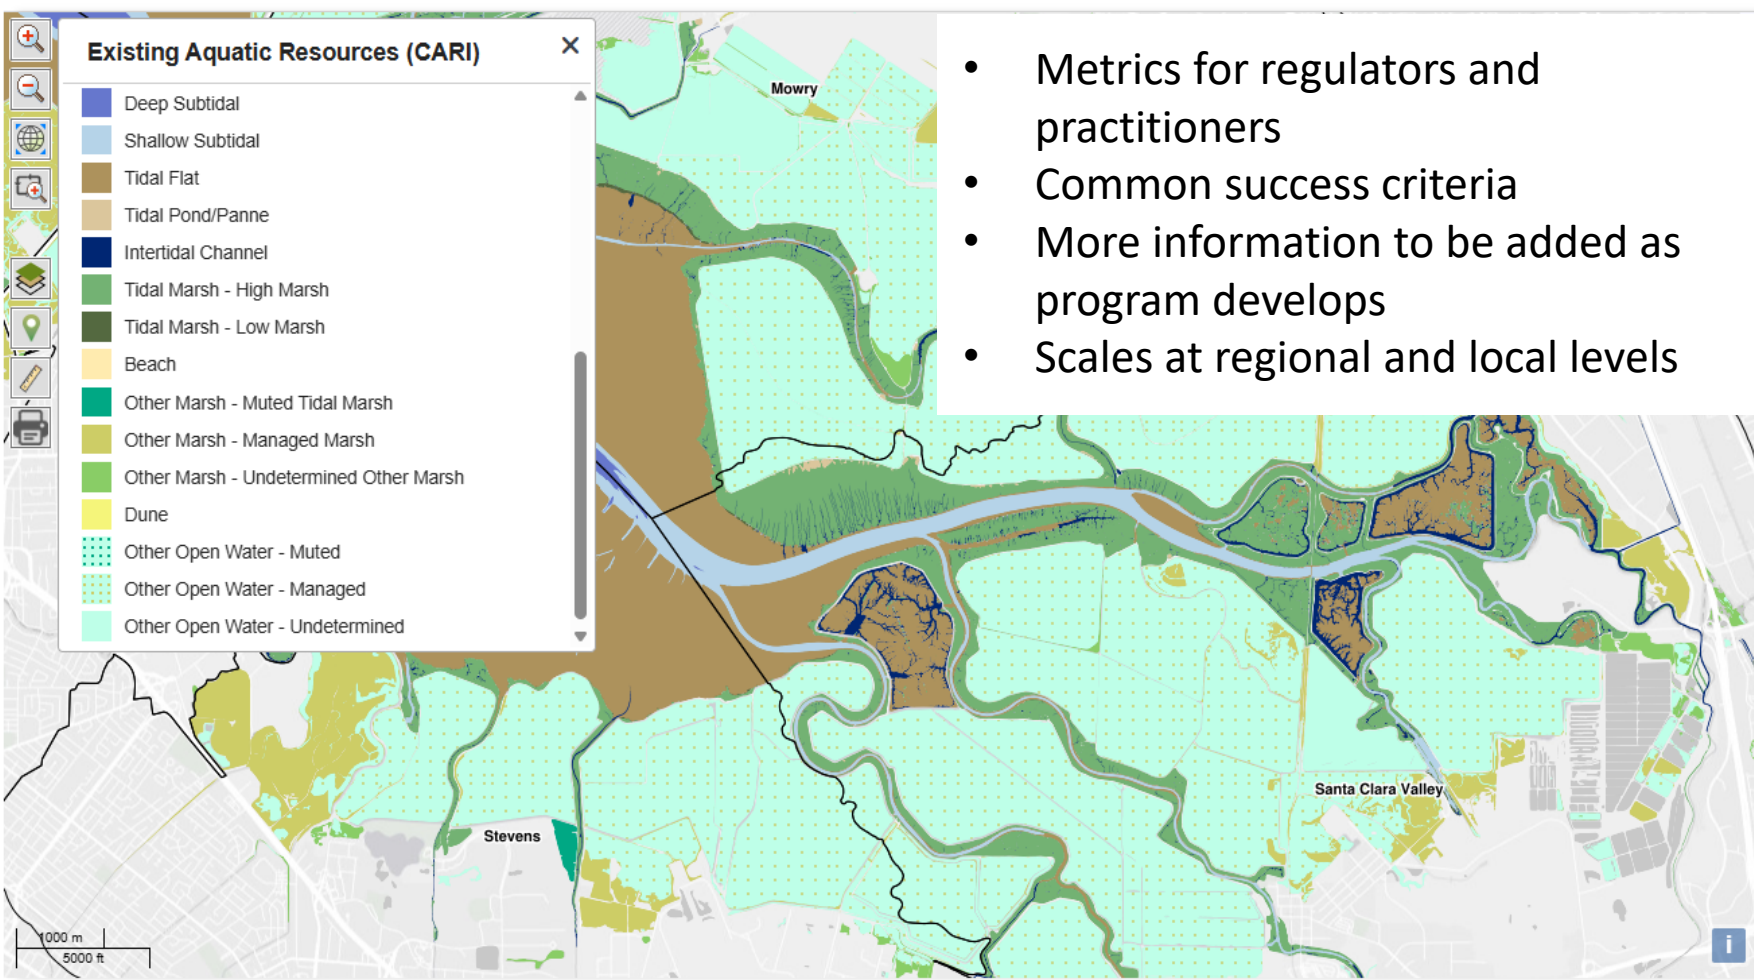 Existing Aquatic Resources (CARI)
Deep Subtidal
Shallow Subtidal
Tidal Flat
Tidal Pond/Panne
Intertidal Channel
Tidal Marsh - High Marsh
Tidal Marsh - Low Marsh
Beach
Other Marsh - Muted Tidal Marsh
Other Marsh - Managed Marsh
Other Marsh - Undetermined Other Marsh
Dune
Other Open Water - Muted
Other Open Water - Managed
Other Open Water - Undetermined
Mowry
• Metrics for regulators and
practitioners
• Common success criteria
• More information to be added as
program develops
• Scales at regional and local levels
Santa Clara Valley
Stevens
1000 m
5000 ft
i